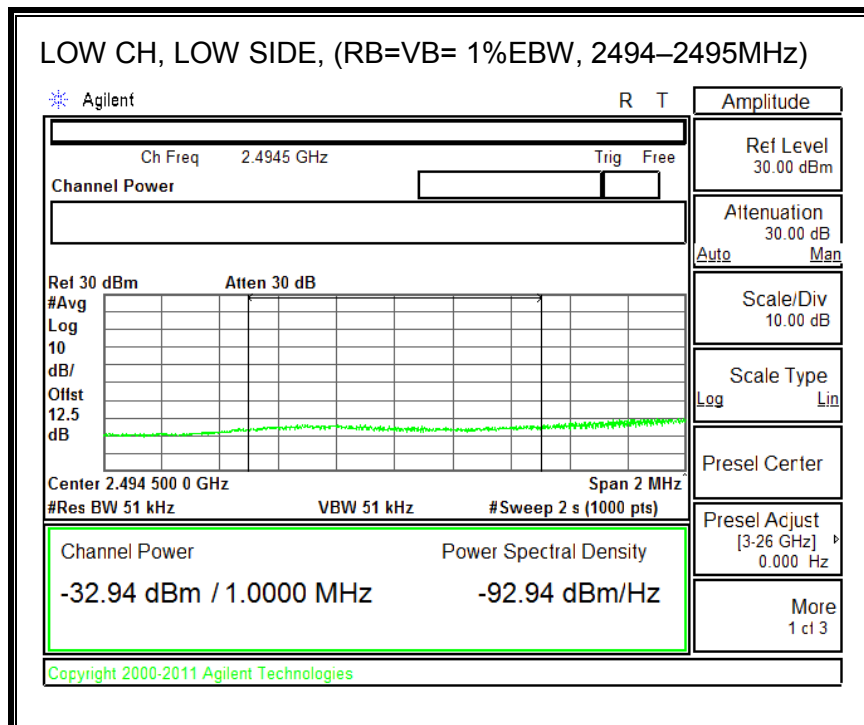 LOW CH, LOW SIDE, (RB=VB= 1%EBW, 2494–2495MHz)
Agilent R T
Ch Freq 2.4945 GHz Trig Free
Channel Power
Ref 30 dBm Atten 30 dB
#Avg
Log
10
dB/
Offst
12.5
dB
Center 2.494 500 0 GHz Span 2 MHz^
#Res BW 51 kHz VBW 51 kHz #Sweep 2 s (1000 pts)
Channel Power Power Spectral Density
-32.94 dBm / 1.0000 MHz -92.94 dBm/Hz
Copyright 2000-2011 Agilent Technologies
Amplitude
Ref Level
30.00 dBm
Attenuation
30.00 dB
Auto Man
Scale/Div
10.00 dB
Scale Type
Log Lin
Presel Center
Presel Adjust
[3-26 GHz]
0.000 Hz
More
1 of 3